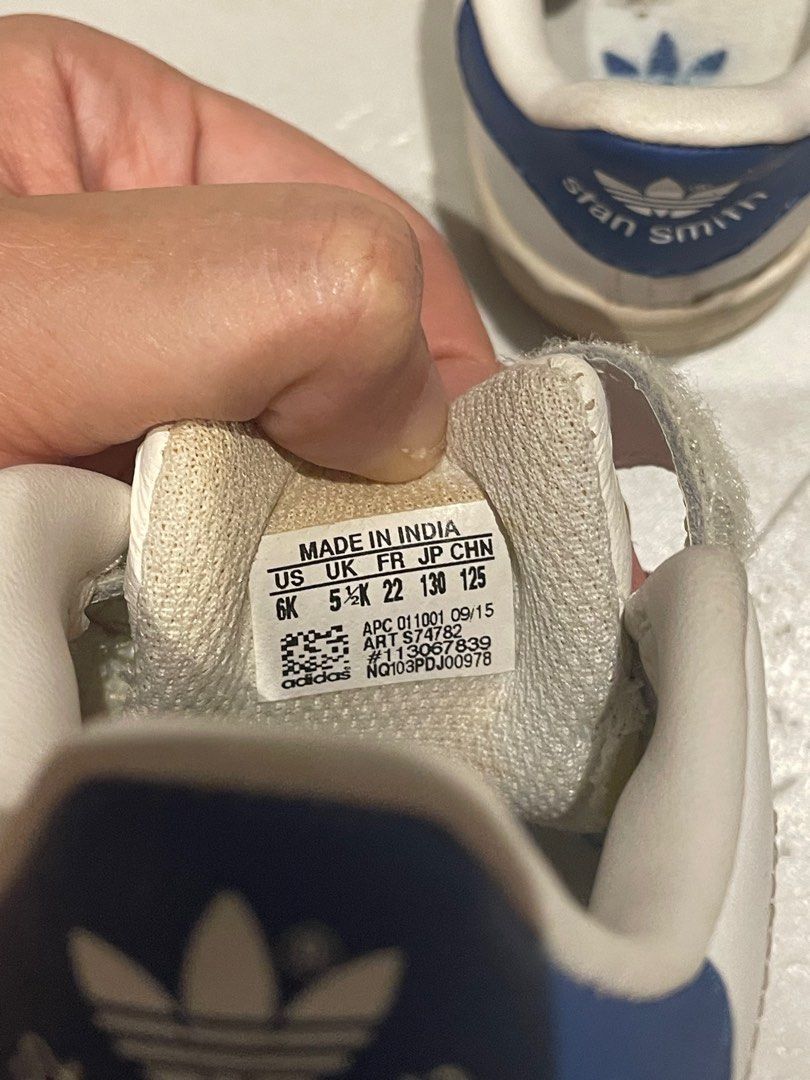 stan smith
MADE IN INDIA
US UK FR JP CHN
6K 5½K 22 130 125
APC 011001 09/15
ART S74782
#113067839
NQ103PDJ00978
adidas